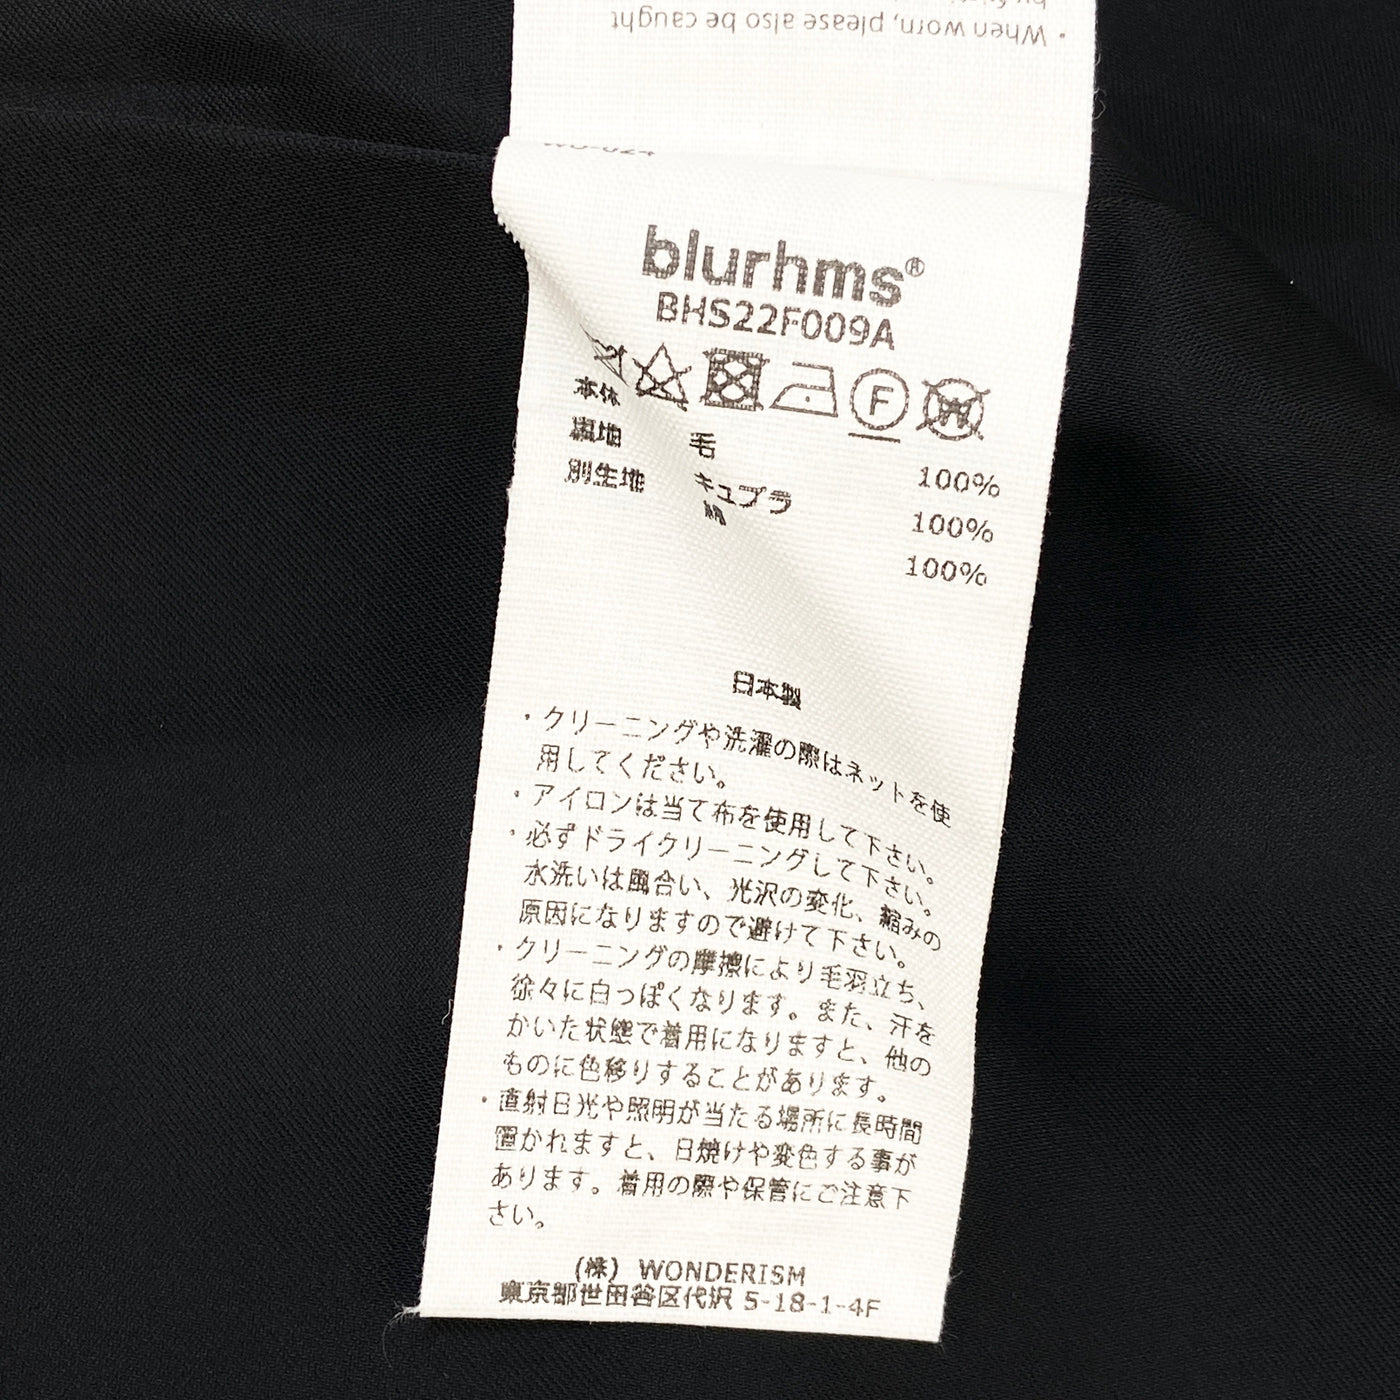 ・When worn, please also be caught
blurhms®
BHS22F009A
本体 毛 100%
裏地 キュプラ 100%
別生地 絹 100%
日本製
・クリーニングや洗濯の際はネットを使
用してください。
・アイロンは当て布を使用して下さい。
・必ずドライクリーニングして下さい。
水洗いは風合い、光沢の変化、縮みの
原因になりますので避けて下さい。
・クリーニングの摩擦により毛羽立ち、
徐々に白っぽくなります。また、汗を
かいた状態で着用になりますと、他の
ものに色移りすることがあります。
・直射日光や照明が当たる場所に長時間
置かれますと、日焼けや変色する事が
あります。着用の際や保管にご注意下
さい。
(株) WONDERISM
東京都世田谷区代沢 5-18-1-4F